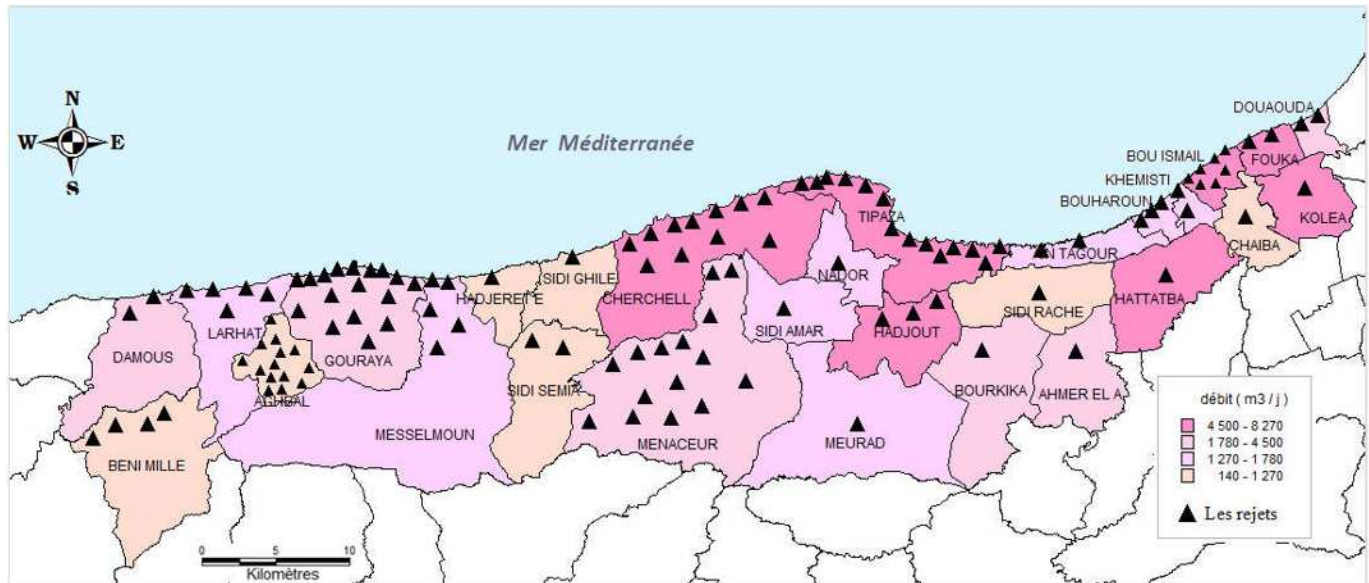 N
W E
S
Mer Méditerranée
DOUAOUDA
BOU ISMAIL
FOUKA
KHEMISTI
BOUHAROUN
KOLEA
TIPAZA
CHAIBA
N TAGOUR
SIDI GHILE
NADOR
HADJERET E
CHERCHELL
HATTATBA
LARHAT
SIDI RACHE
SIDI AMAR
HADJOUT
DAMOUS
GOURAYA
SIDI SEMIA
BOURKIKA
AHMER EL A
AGHBAL
MESSELMOUN
MENACEUR
MEURAD
BENI MILLE
débit ( m3 / j )
4 500 - 8 270
1 780 - 4 500
1 270 - 1 780
140 - 1 270
Les rejets
0 5 10
Kilomètres